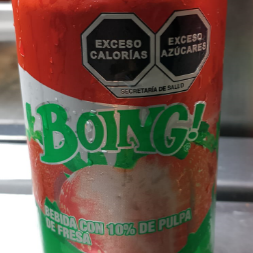 EXCESO CALORÍAS
EXCESO AZÚCARES
SECRETARÍA DE SALUD
BOING!
BEBIDA CON 10% DE PULPA
DE FRESA